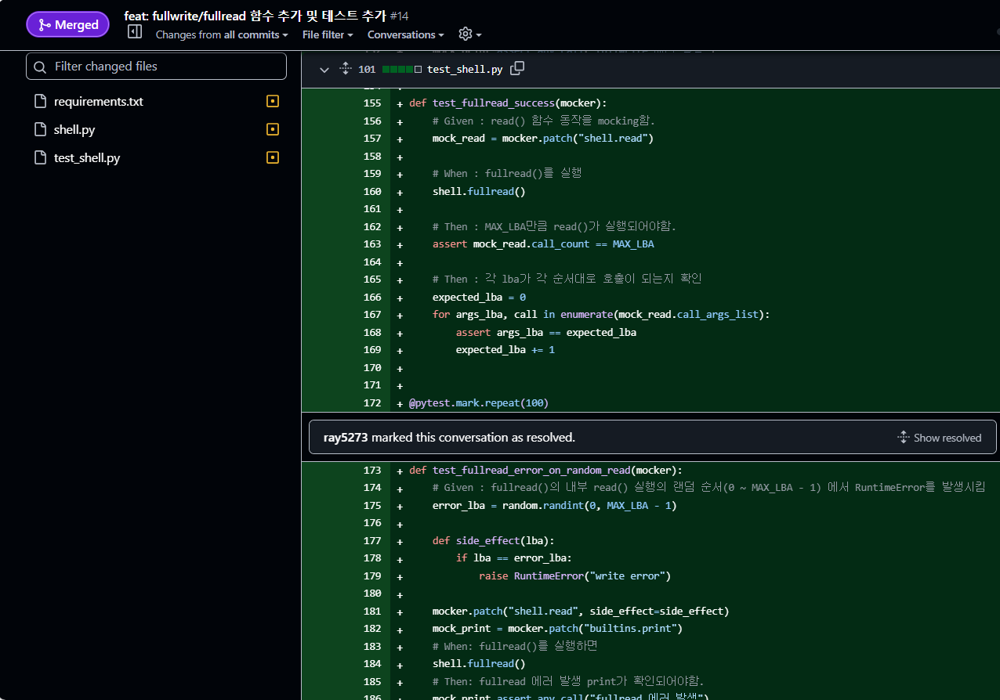 Merged
feat: fullwrite/fullread 함수 추가 및 테스트 추가 #14
Changes from all commits File filter Conversations
Filter changed files
requirements.txt
shell.py
test_shell.py
101 test_shell.py
155 + def test_fullread_success(mocker):
156 + # Given : read() 함수 동작을 mocking함.
157 + mock_read = mocker.patch("shell.read")
158 +
159 + # When : fullread()를 실행
160 + shell.fullread()
161 +
162 + # Then : MAX_LBA만큼 read()가 실행되어야함.
163 + assert mock_read.call_count == MAX_LBA
164 +
165 + # Then : 각 lba가 각 순서대로 호출이 되는지 확인
166 + expected_lba = 0
167 + for args_lba, call in enumerate(mock_read.call_args_list):
168 + assert args_lba == expected_lba
169 + expected_lba += 1
170 +
171 +
172 + @pytest.mark.repeat(100)
ray5273 marked this conversation as resolved. Show resolved
173 + def test_fullread_error_on_random_read(mocker):
174 + # Given : fullread()의 내부 read() 실행의 랜덤 순서(0 ~ MAX_LBA - 1) 에서 RuntimeError를 발생시킴
175 + error_lba = random.randint(0, MAX_LBA - 1)
176 +
177 + def side_effect(lba):
178 + if lba == error_lba:
179 + raise RuntimeError("write error")
180 +
181 + mocker.patch("shell.read", side_effect=side_effect)
182 + mock_print = mocker.patch("builtins.print")
183 + # When: fullread()를 실행하면
184 + shell.fullread()
185 + # Then: fullread 에러 발생 print가 확인되어야함.
186 + mock_print.assert_any_call("fullread 에러 발생")